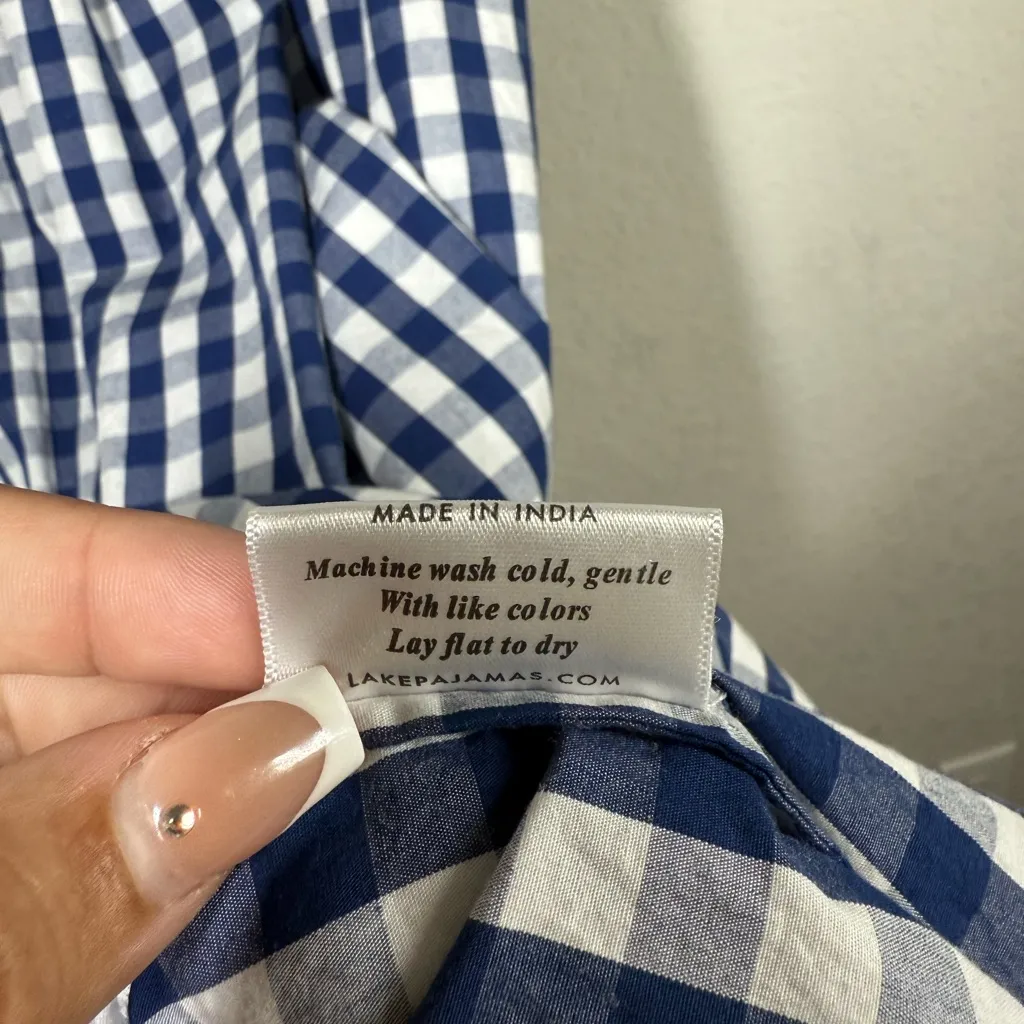 MADE IN INDIA
Machine wash cold, gentle
With like colors
Lay flat to dry
LAKEPAJAMAS.COM